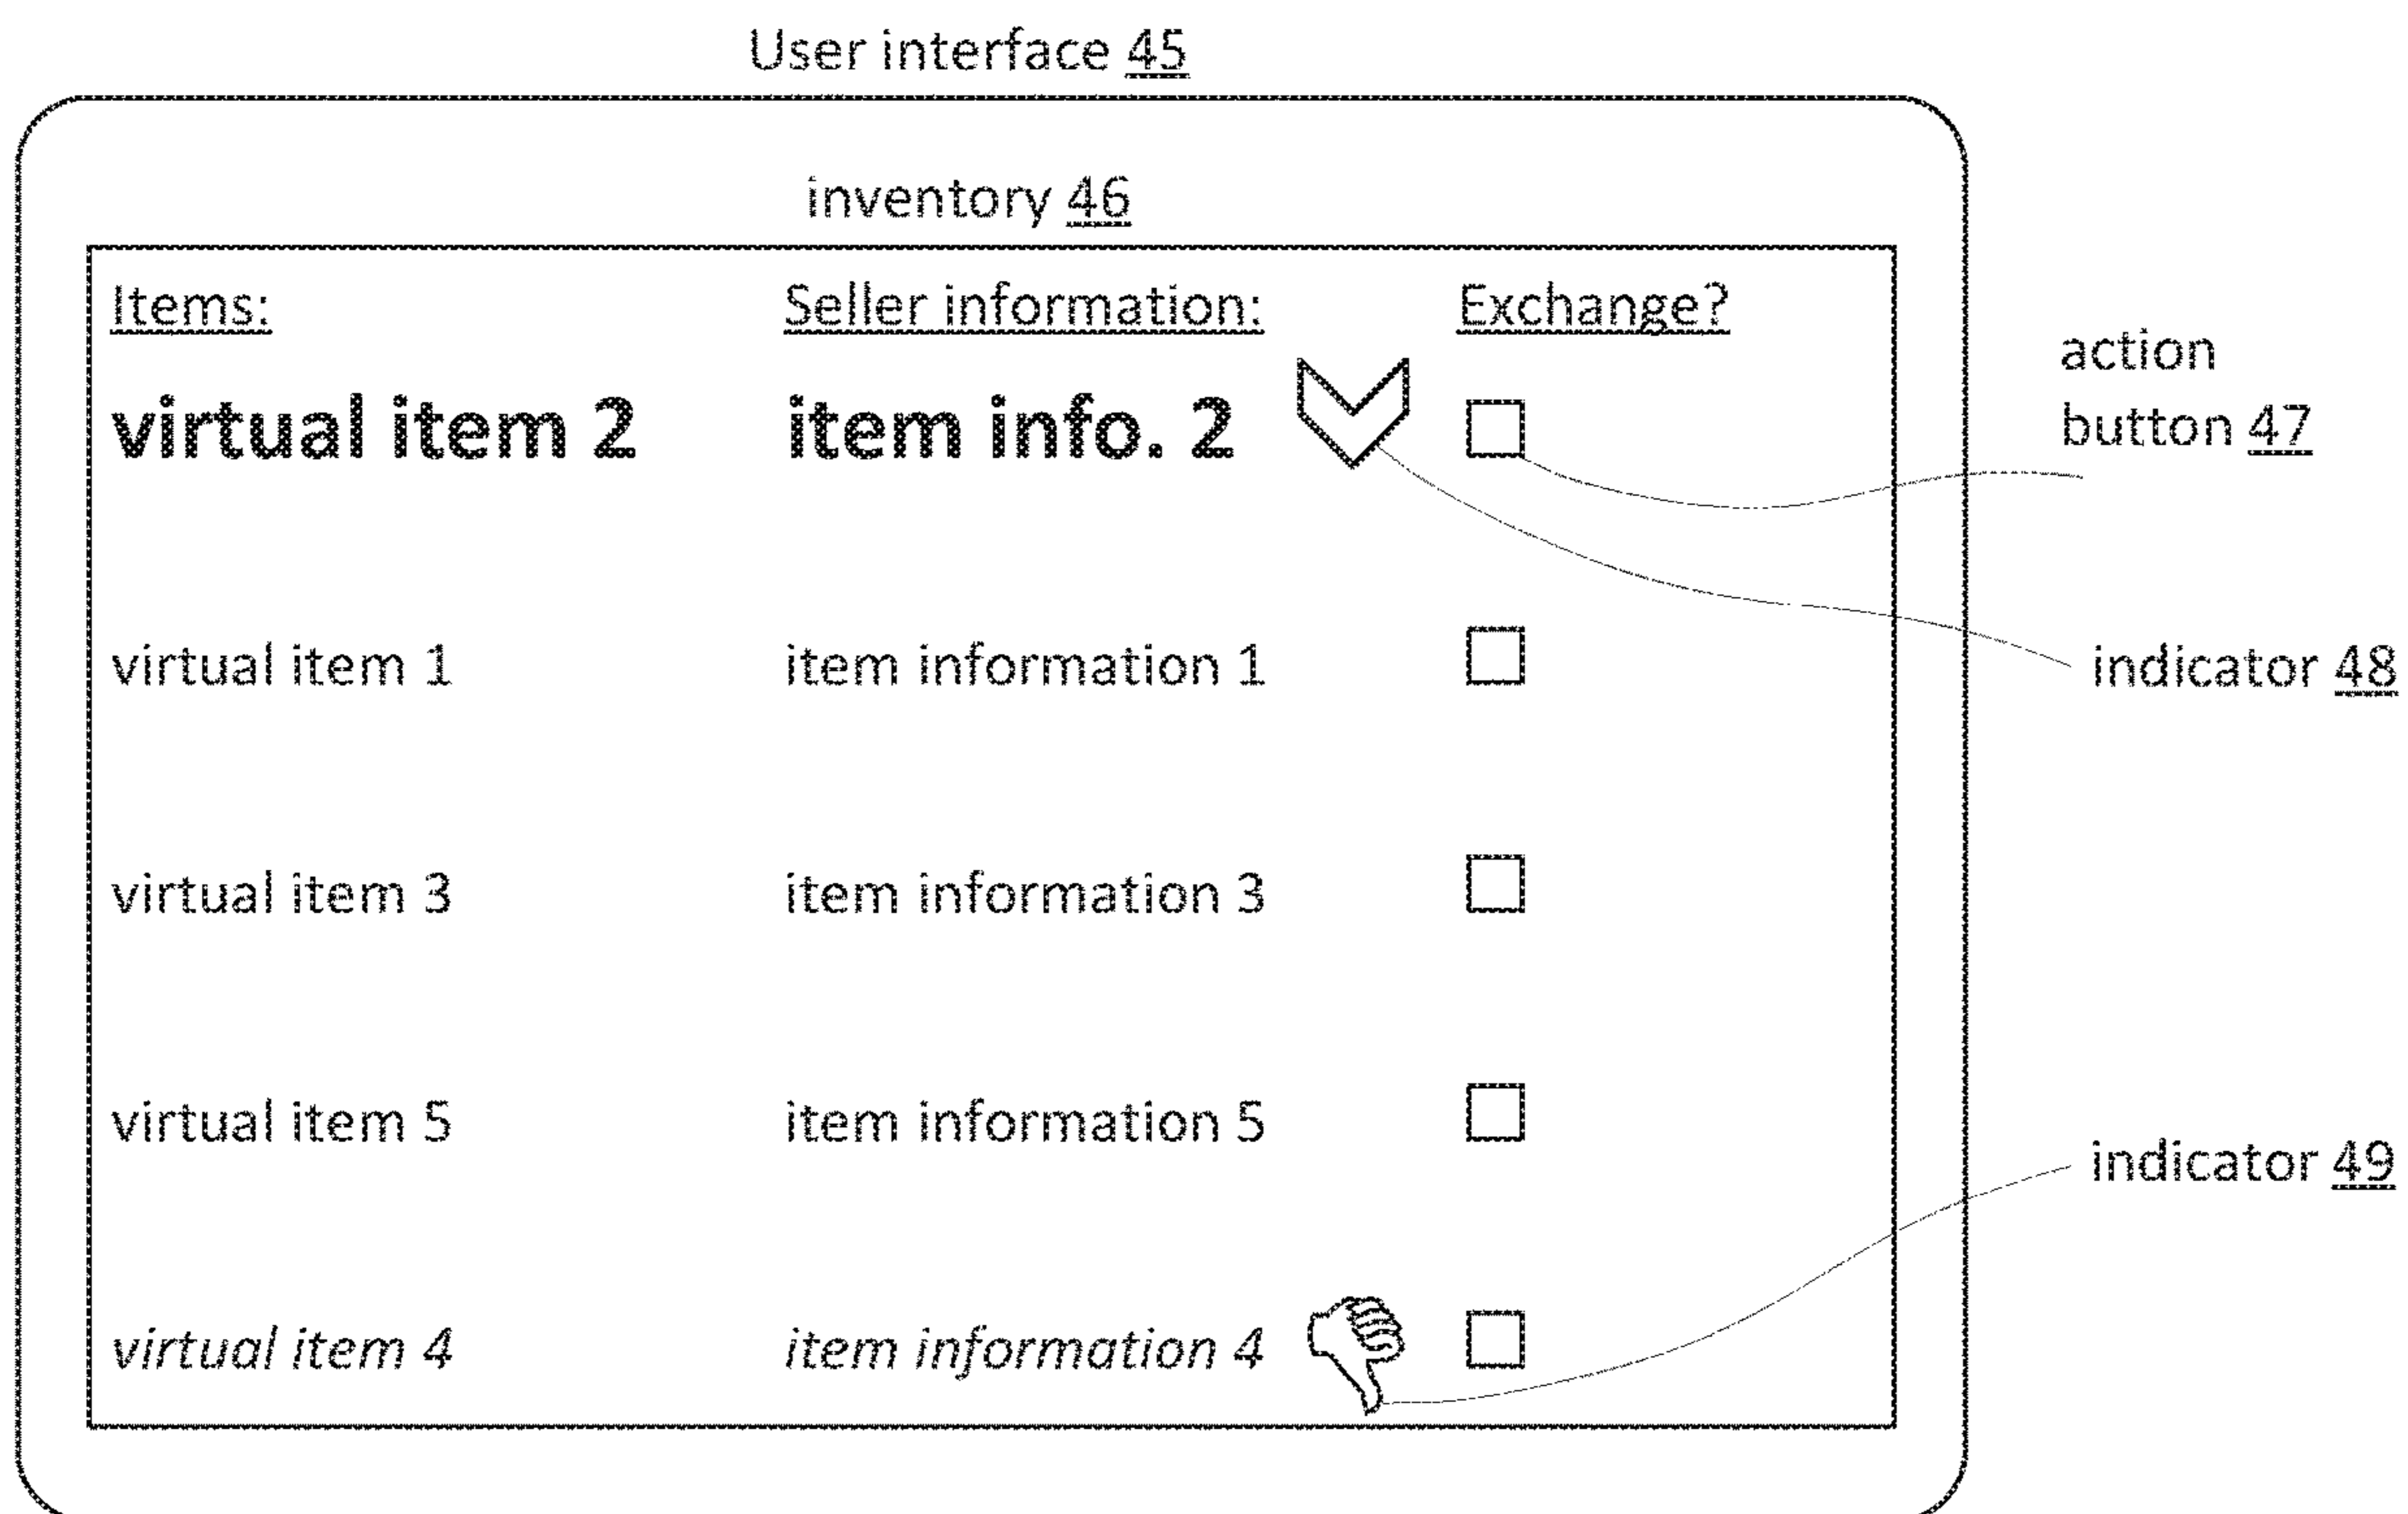 User interface 45
inventory 46
Items: Seller information: Exchange?
virtual item 2 item info. 2
action
button 47
virtual item 1 item information 1
indicator 48
virtual item 3 item information 3
virtual item 5 item information 5
indicator 49
virtual item 4 item information 4